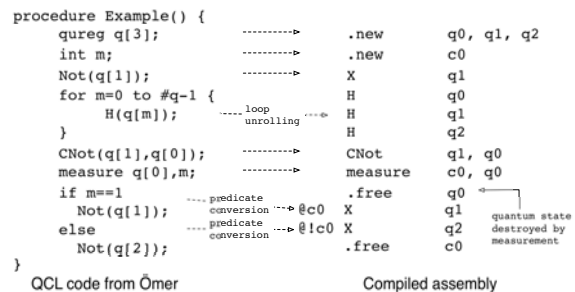 procedure Example() {
qureg q[3]; .new q0, q1, q2
int m; .new c0
Not(q[1]); X q1
for m=0 to #q-1 { H q0
H(q[m]); loop unrolling H q1
} H q2
CNot(q[1],q[0]); CNot q1, q0
measure q[0],m; measure c0, q0
if m==1 .free q0
Not(q[1]); predicate conversion @c0 X q1
else predicate conversion @!c0 X q2
Not(q[2]); .free c0
}
quantum state
destroyed by
measurement
QCL code from Ömer Compiled assembly